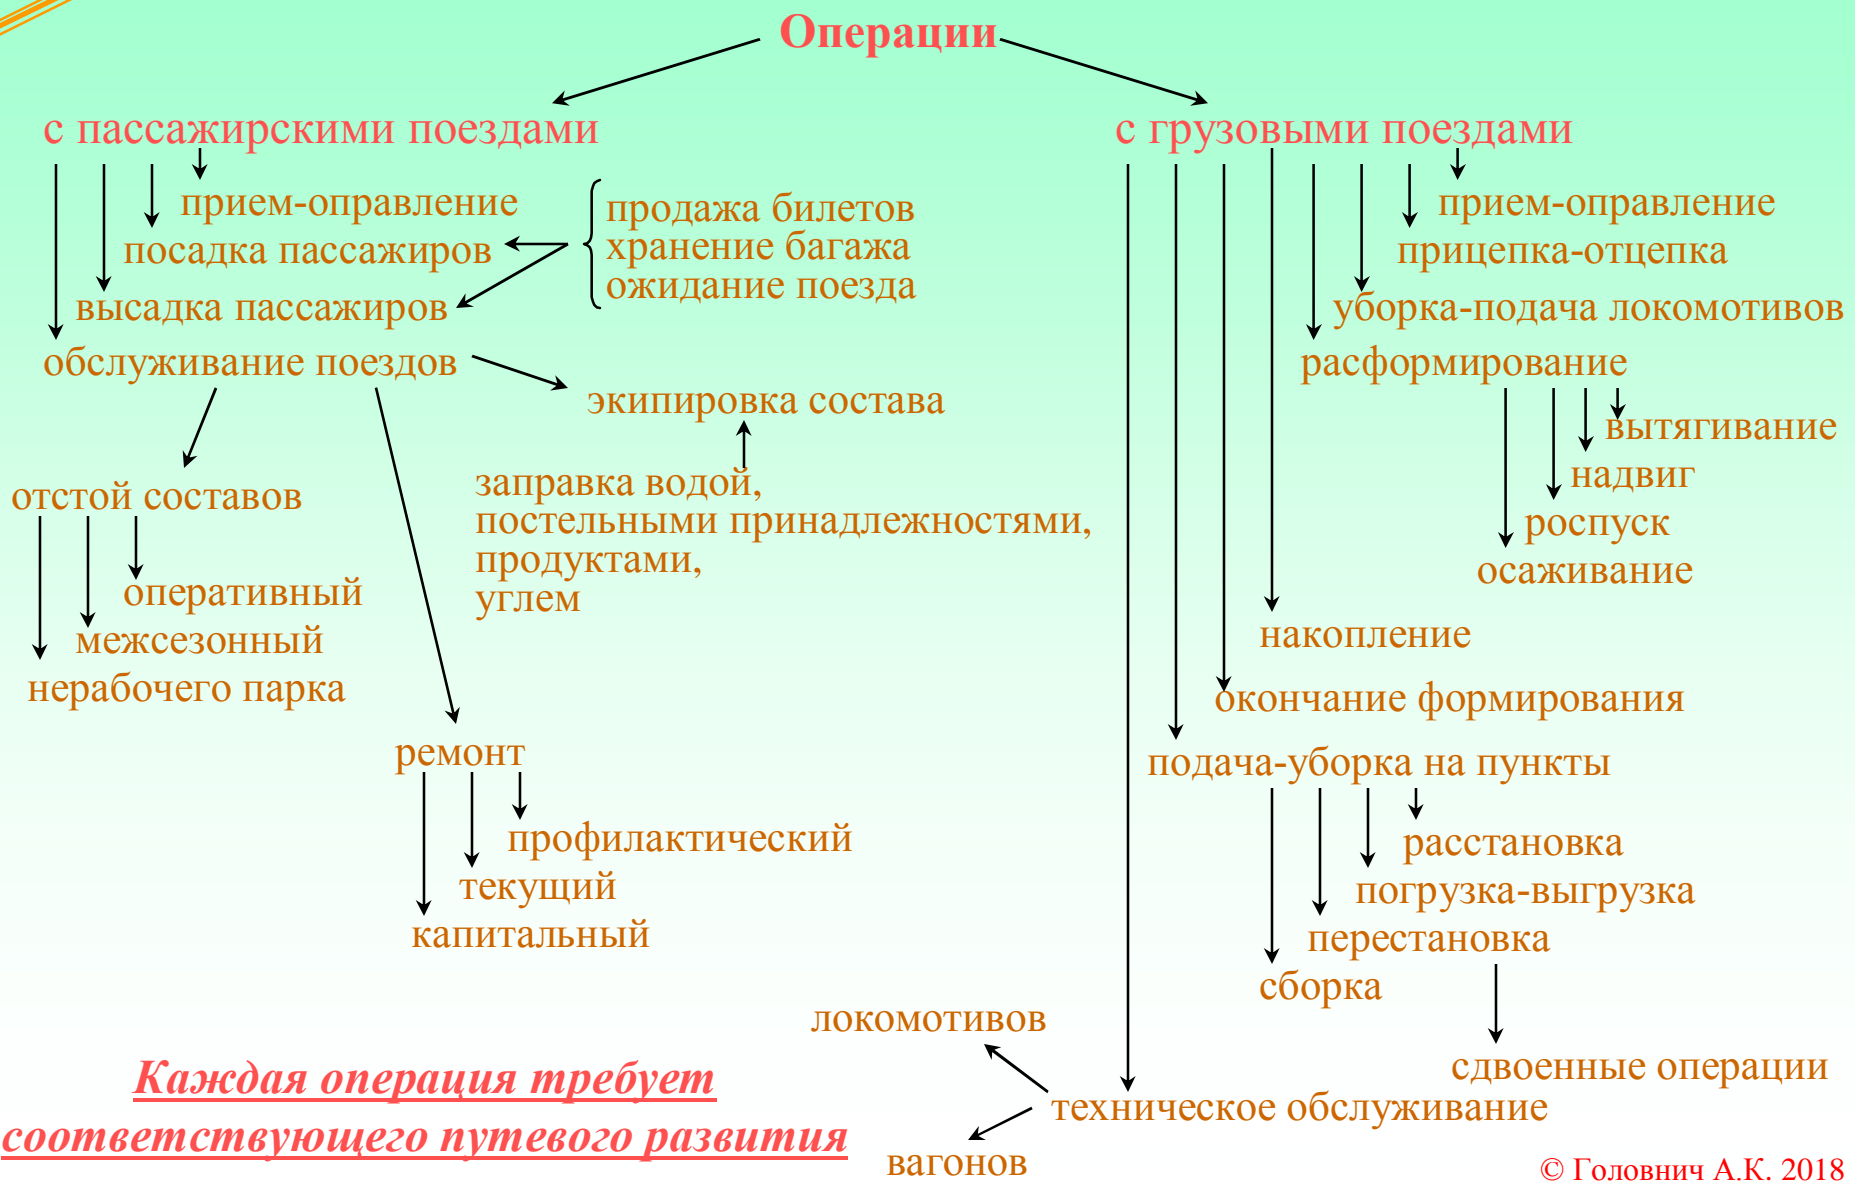 Операции
с пассажирскими поездами
прием-оправление
посадка пассажиров
высадка пассажиров
обслуживание поездов
продажа билетов
хранение багажа
ожидание поезда
экипировка состава
заправка водой,
постельными принадлежностями,
продуктами,
углем
отстой составов
оперативный
межсезонный
нерабочего парка
ремонт
профилактический
текущий
капитальный
с грузовыми поездами
прием-оправление
прицепка-отцепка
уборка-подача локомотивов
расформирование
вытягивание
надвиг
роспуск
осаживание
накопление
окончание формирования
подача-уборка на пункты
расстановка
погрузка-выгрузка
перестановка
сборка
сдвоенные операции
техническое обслуживание
локомотивов
вагонов
Каждая операция требует
соответствующего путевого развития
© Головнич А.К. 2018